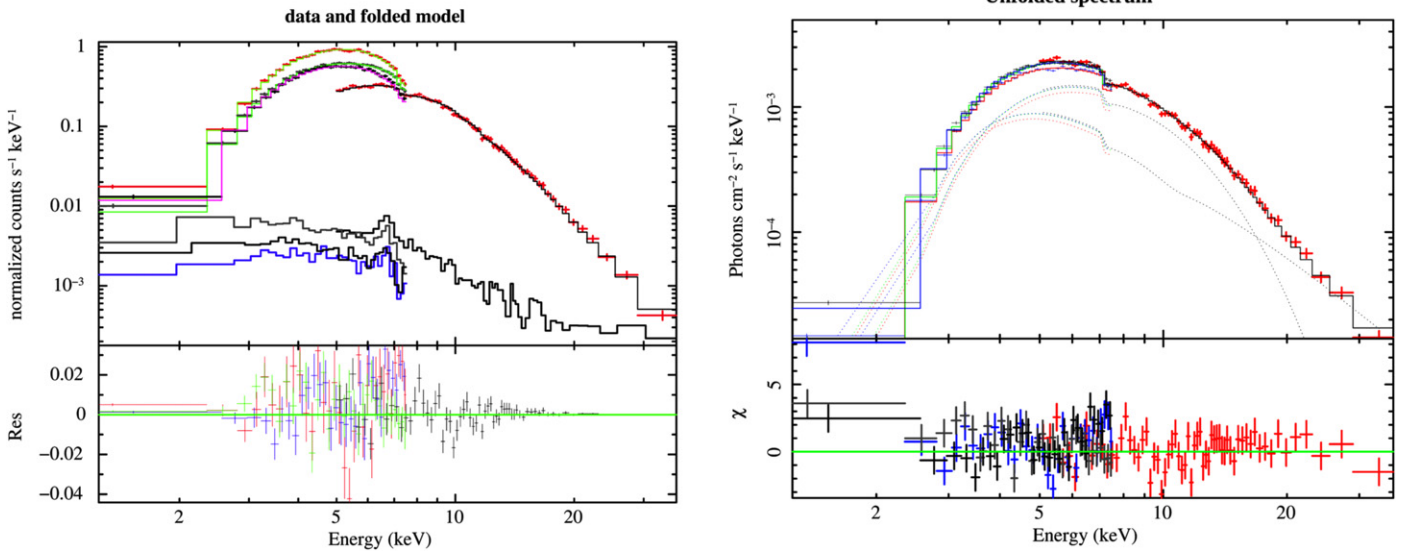 data and folded model
normalized counts s⁻¹ keV⁻¹
1
0.1
0.01
10⁻³
Res
0.02
0
−0.02
−0.04
2
5
10
20
Energy (keV)
Unfolded spectrum
Photons cm⁻² s⁻¹ keV⁻¹
10⁻³
10⁻⁴
χ
5
0
2
5
10
20
Energy (keV)